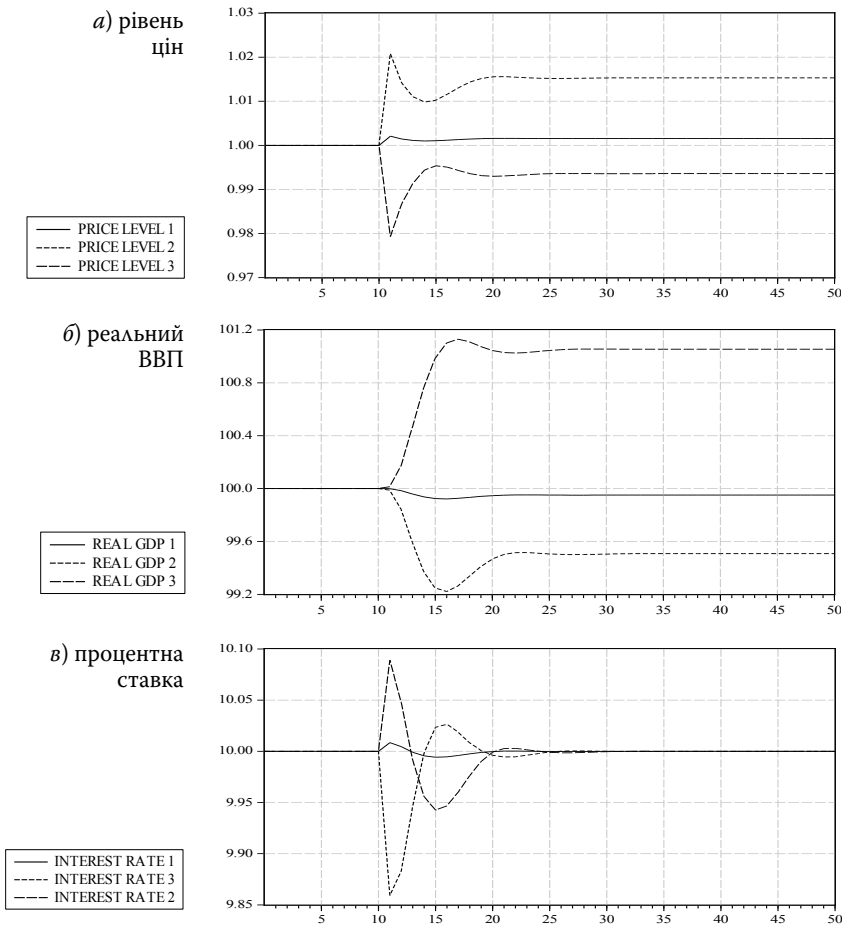 а) рівень
цін
1.03
1.02
1.01
1.00
0.99
0.98
0.97
PRICE LEVEL 1
PRICE LEVEL 2
PRICE LEVEL 3
5 10 15 20 25 30 35 40 45 50
б) реальний
ВВП
101.2
100.8
100.4
100.0
99.6
99.2
REAL GDP 1
REAL GDP 2
REAL GDP 3
5 10 15 20 25 30 35 40 45 50
в) процентна
ставка
10.10
10.05
10.00
9.95
9.90
9.85
INTEREST RATE 1
INTEREST RATE 3
INTEREST RATE 2
5 10 15 20 25 30 35 40 45 50